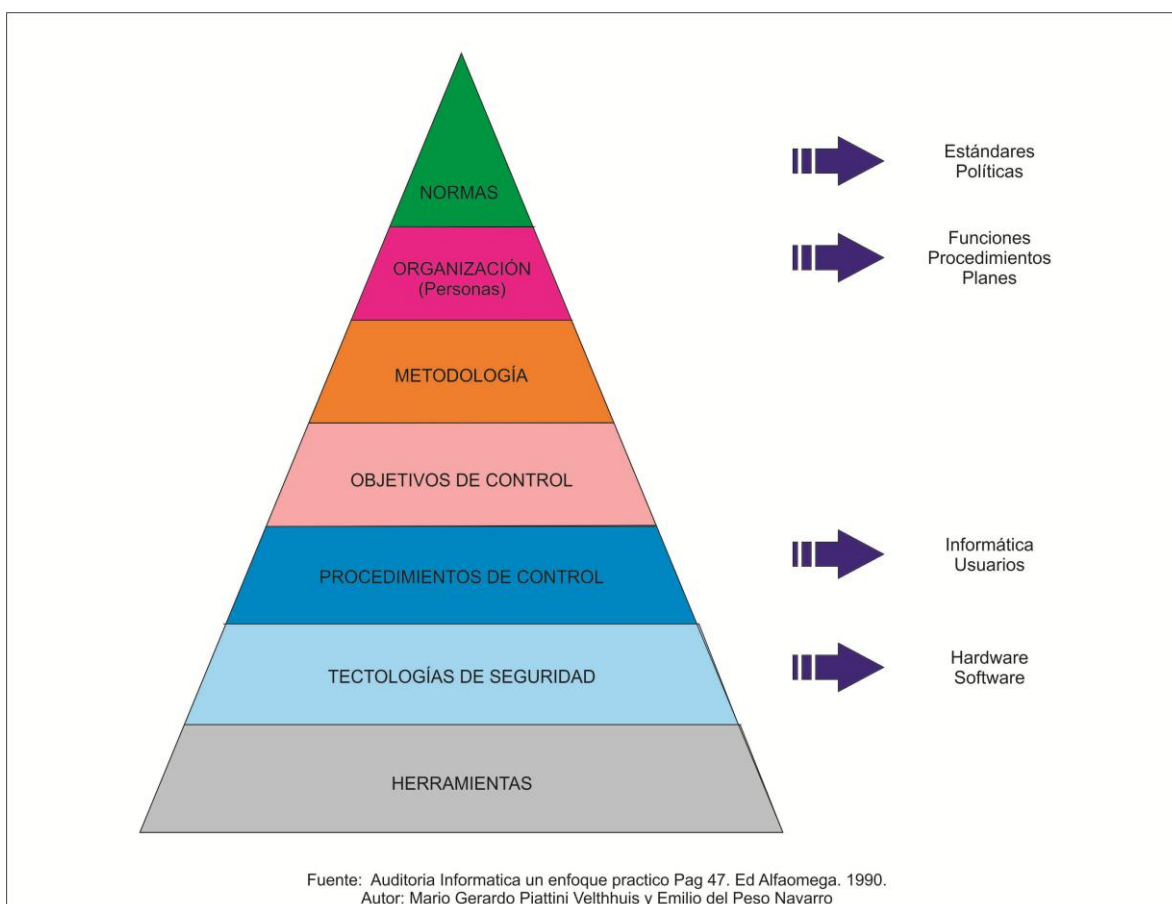 NORMAS
Estándares
Políticas
ORGANIZACIÓN
(Personas)
Funciones
Procedimientos
Planes
METODOLOGÍA
OBJETIVOS DE CONTROL
PROCEDIMIENTOS DE CONTROL
Informática
Usuarios
TECTOLOGÍAS DE SEGURIDAD
Hardware
Software
HERRAMIENTAS
Fuente: Auditoria Informatica un enfoque practico Pag 47. Ed Alfaomega. 1990.
Autor: Mario Gerardo Piattini Velthhuis y Emilio del Peso Navarro